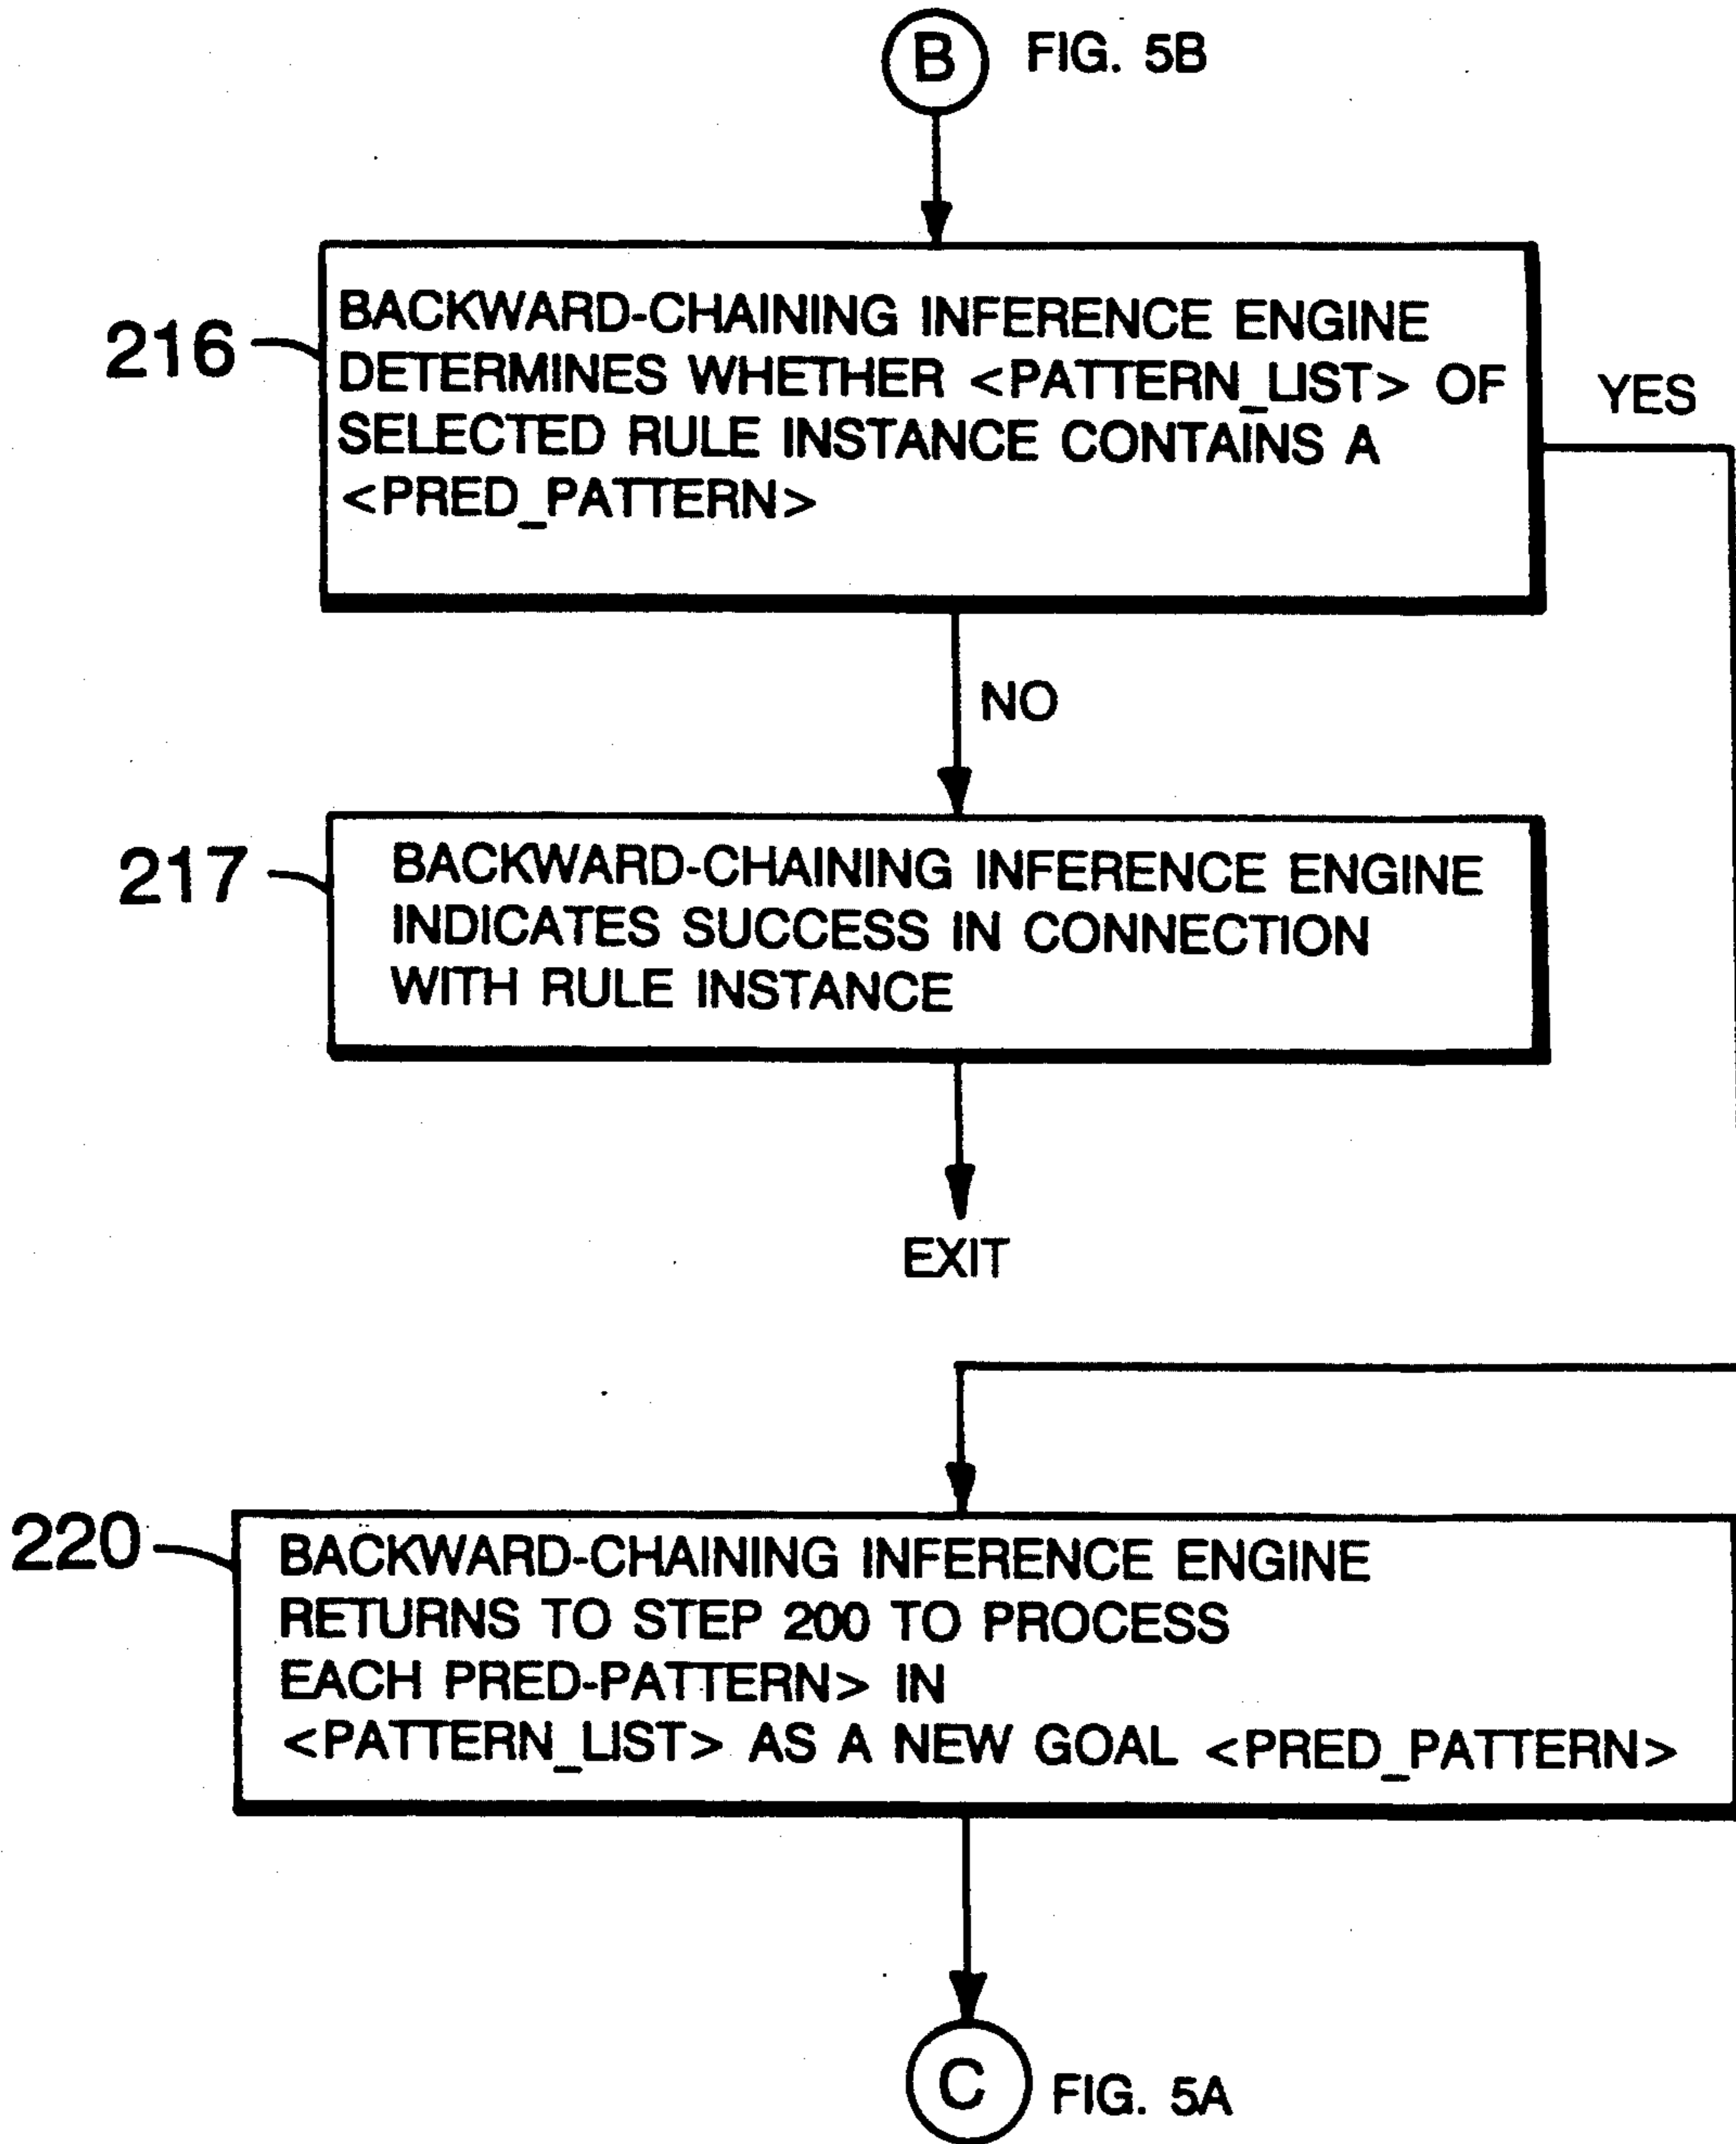 B FIG. 5B
216
BACKWARD-CHAINING INFERENCE ENGINE
DETERMINES WHETHER <PATTERN_LIST> OF
SELECTED RULE INSTANCE CONTAINS A
<PRED_PATTERN>
YES
NO
217
BACKWARD-CHAINING INFERENCE ENGINE
INDICATES SUCCESS IN CONNECTION
WITH RULE INSTANCE
EXIT
220
BACKWARD-CHAINING INFERENCE ENGINE
RETURNS TO STEP 200 TO PROCESS
EACH PRED-PATTERN> IN
<PATTERN_LIST> AS A NEW GOAL <PRED_PATTERN>
C FIG. 5A